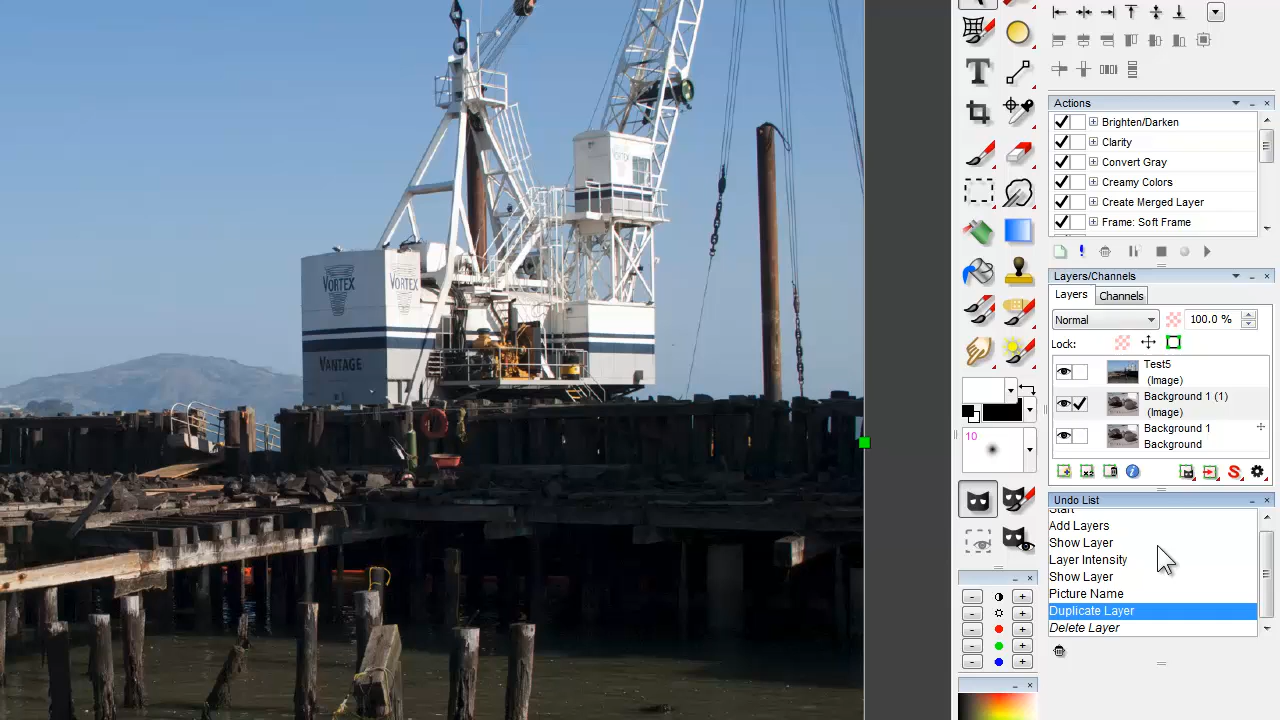 VORTEX
VORTEX
VANTAGE
Actions
Brighten/Darken
Clarity
Convert Gray
Creamy Colors
Create Merged Layer
Frame: Soft Frame
Layers/Channels
Layers
Channels
Normal
100.0 %
Lock:
Test5
(Image)
Background 1 (1)
(Image)
Background 1
Background
10
Undo List
Start
Add Layers
Show Layer
Layer Intensity
Show Layer
Picture Name
Duplicate Layer
Delete Layer